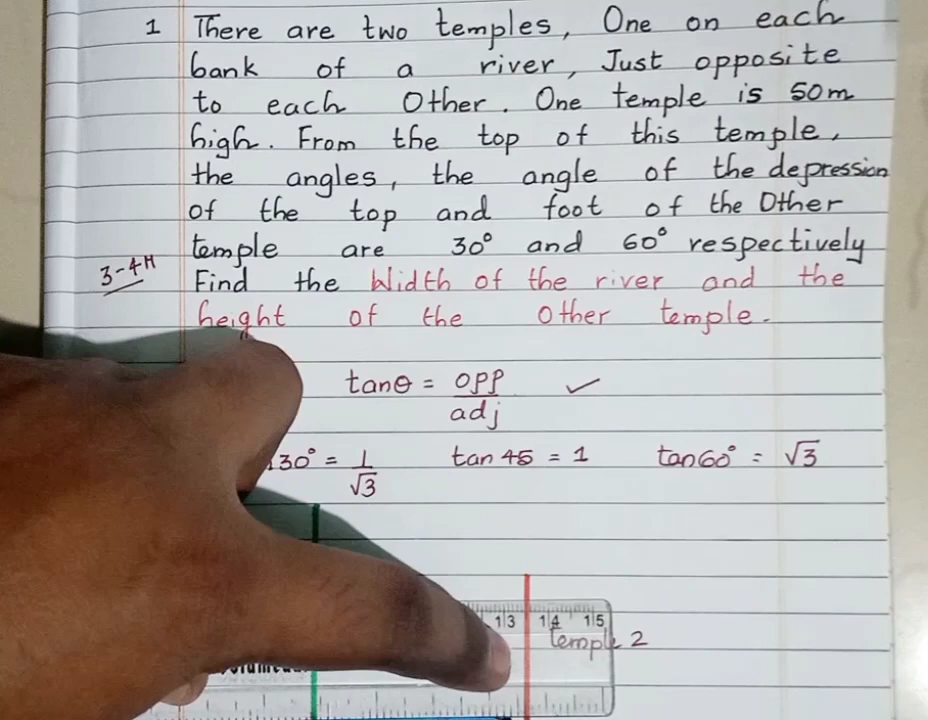 1 There are two temples, One on each
bank of a river, Just opposite
to each Other. One temple is 50m
high. From the top of this temple,
the angles, the angle of the depression
of the top and foot of the Other
temple are 30° and 60° respectively
3-4M
Find the Width of the river and the
height of the Other temple.
tanθ = opp/adj ✓
30° = 1/√3 tan 45 = 1 tan60° = √3
13 14 15
temple 2